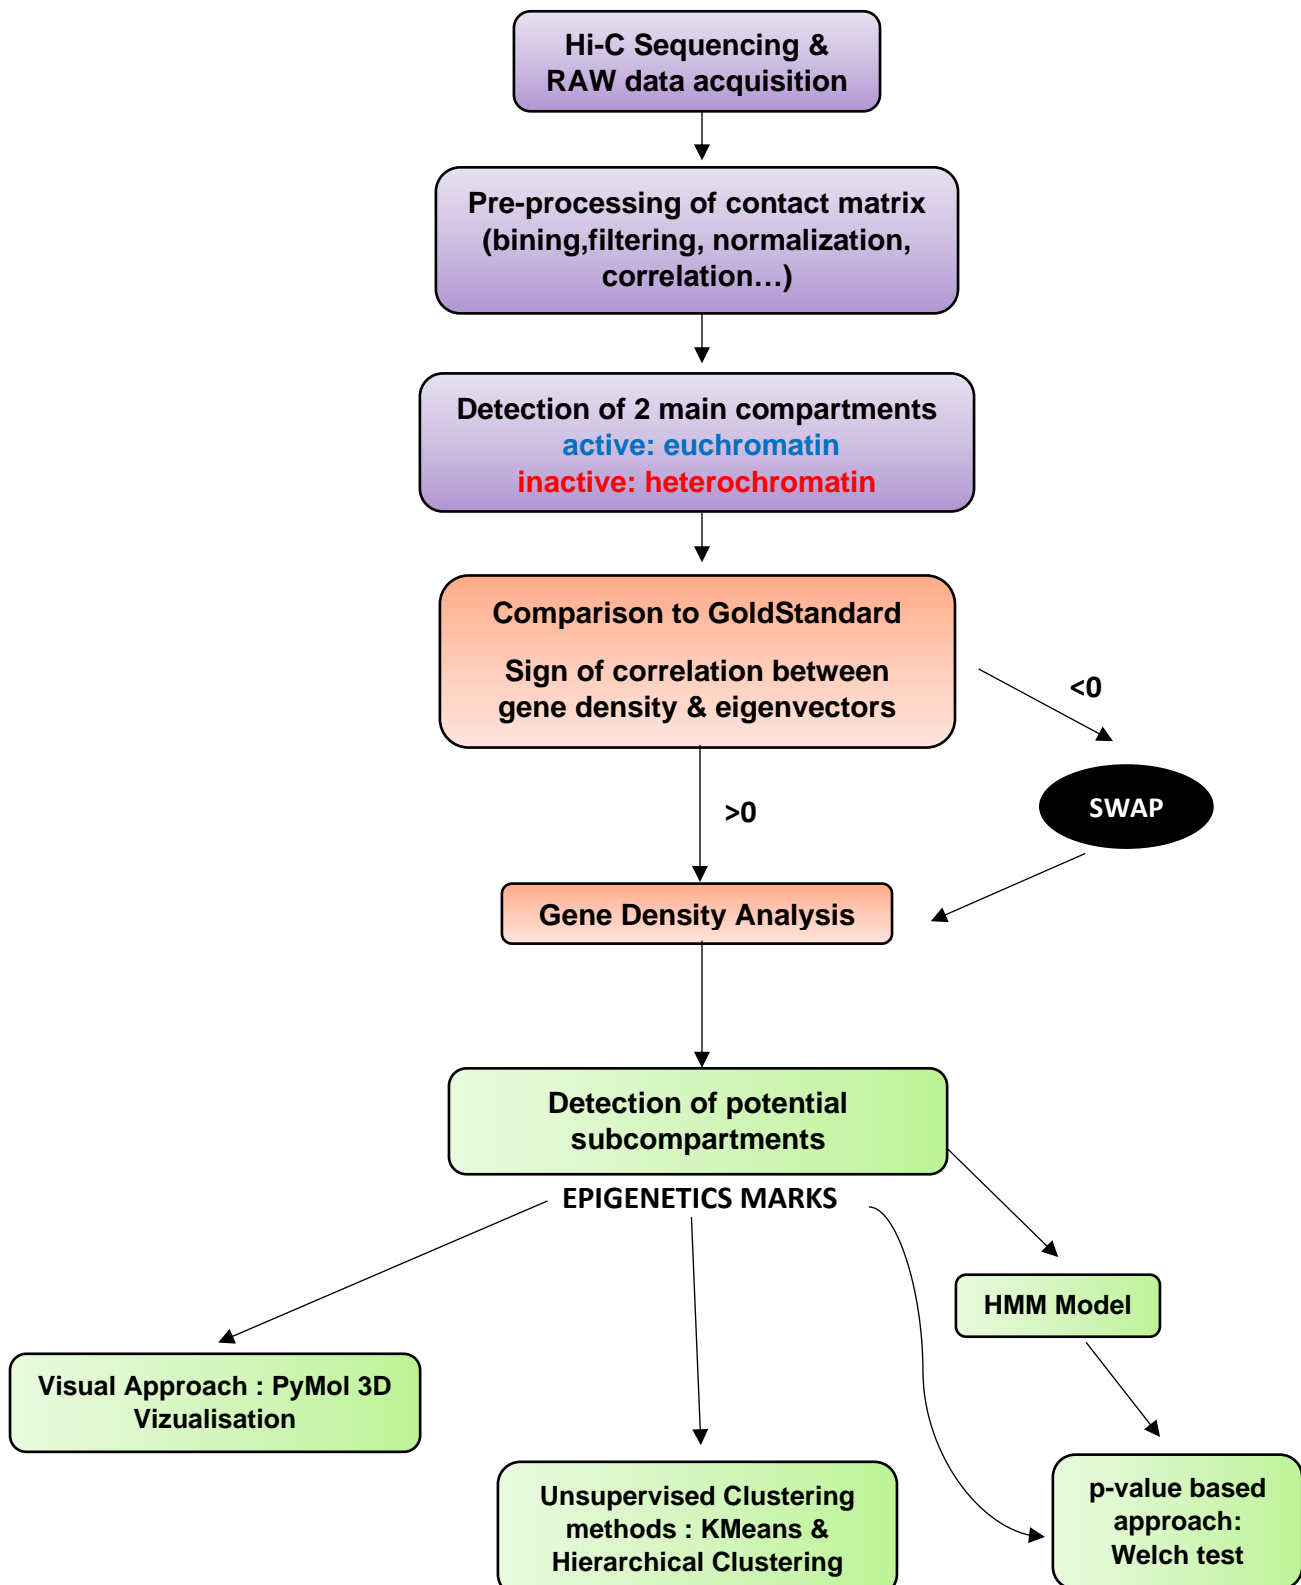 Hi-C Sequencing &
RAW data acquisition
Pre-processing of contact matrix
(bining,filtering, normalization,
correlation…)
Detection of 2 main compartments
active: euchromatin
inactive: heterochromatin
Comparison to GoldStandard
Sign of correlation between
gene density & eigenvectors
<0
>0
SWAP
Gene Density Analysis
Detection of potential
subcompartments
EPIGENETICS MARKS
HMM Model
Visual Approach : PyMol 3D
Vizualisation
Unsupervised Clustering
methods : KMeans &
Hierarchical Clustering
p-value based
approach:
Welch test